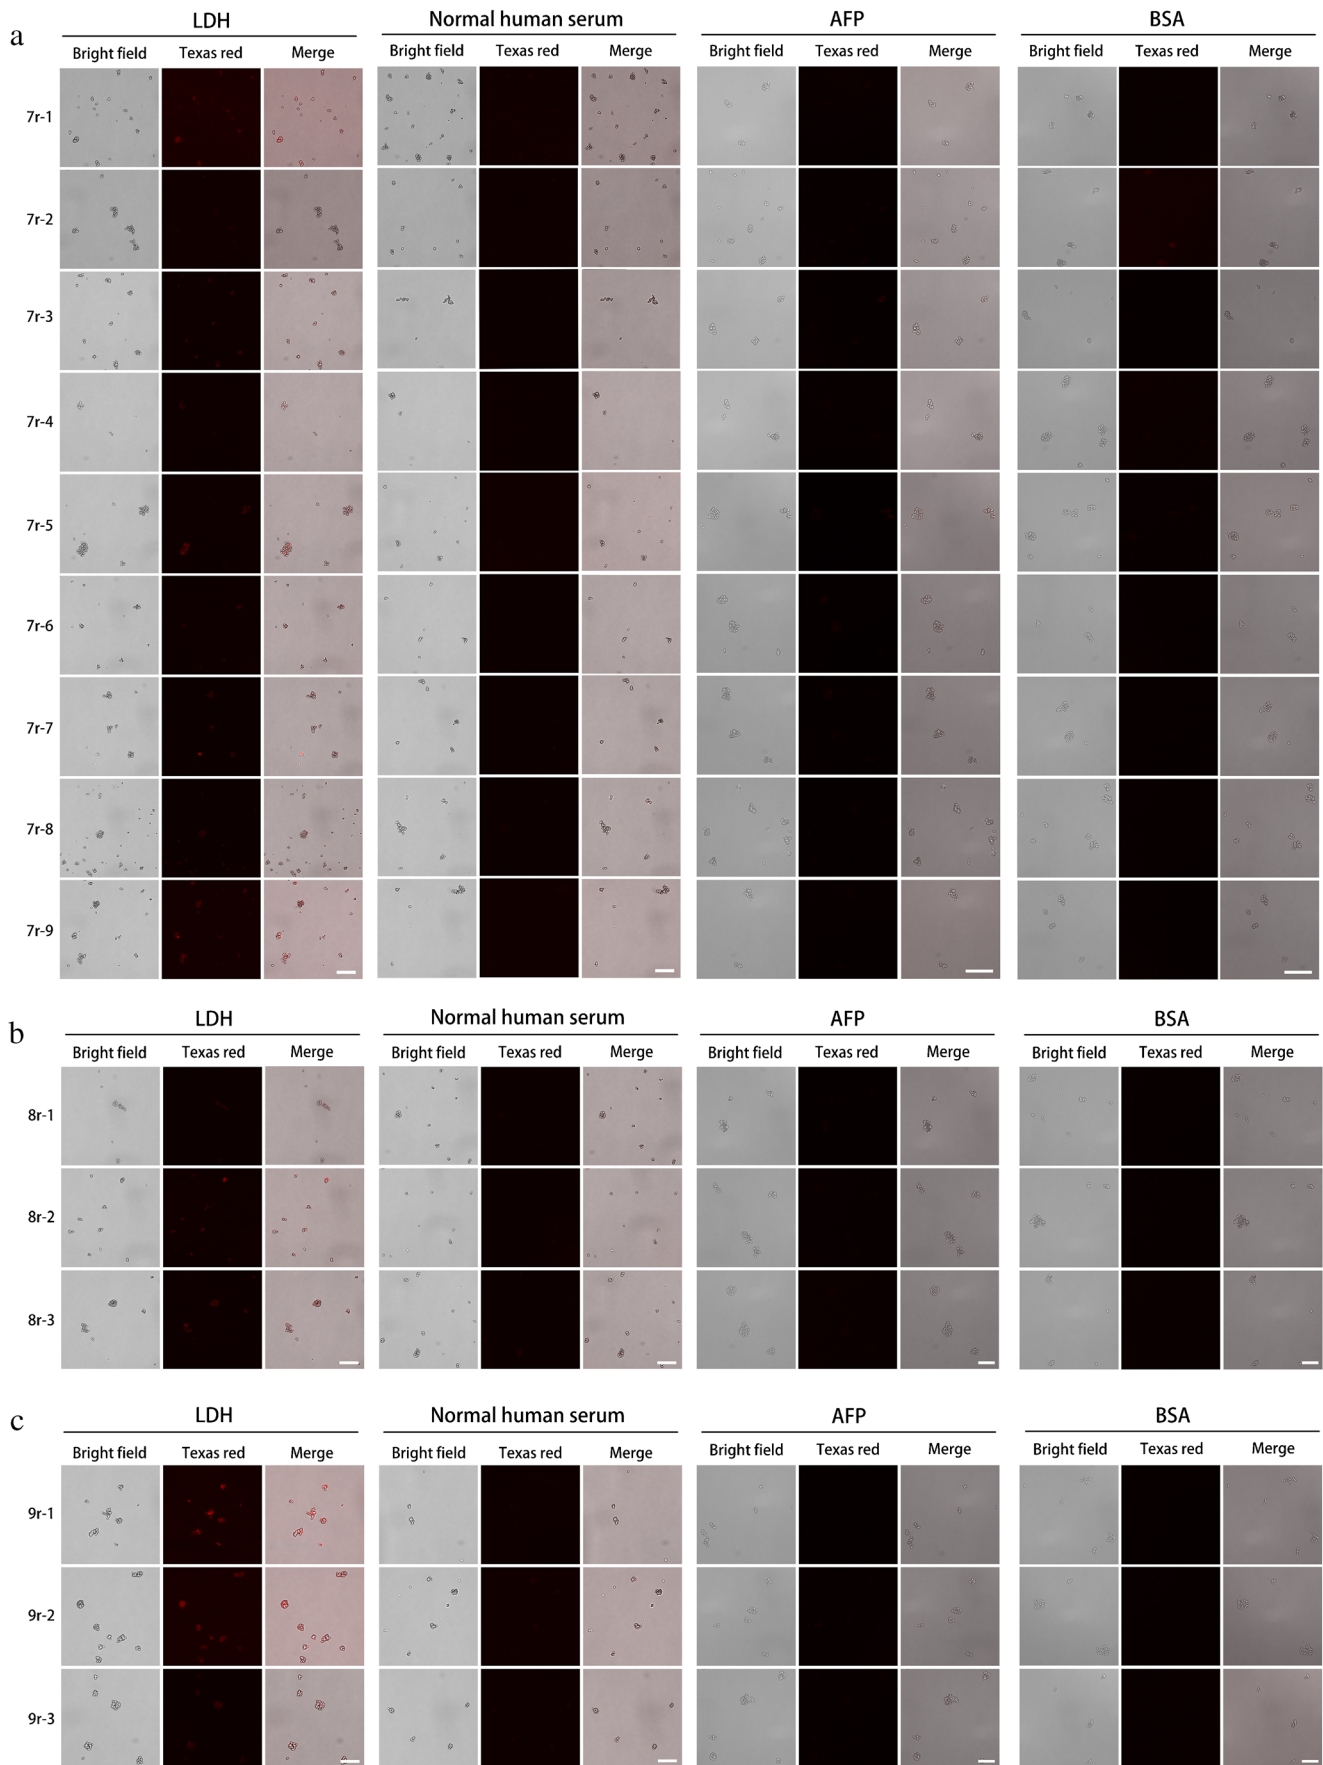 a
LDH Normal human serum AFP BSA
Bright field Texas red Merge Bright field Texas red Merge Bright field Texas red Merge Bright field Texas red Merge
7r-1
7r-2
7r-3
7r-4
7r-5
7r-6
7r-7
7r-8
7r-9
b
LDH Normal human serum AFP BSA
Bright field Texas red Merge Bright field Texas red Merge Bright field Texas red Merge Bright field Texas red Merge
8r-1
8r-2
8r-3
c
LDH Normal human serum AFP BSA
Bright field Texas red Merge Bright field Texas red Merge Bright field Texas red Merge Bright field Texas red Merge
9r-1
9r-2
9r-3